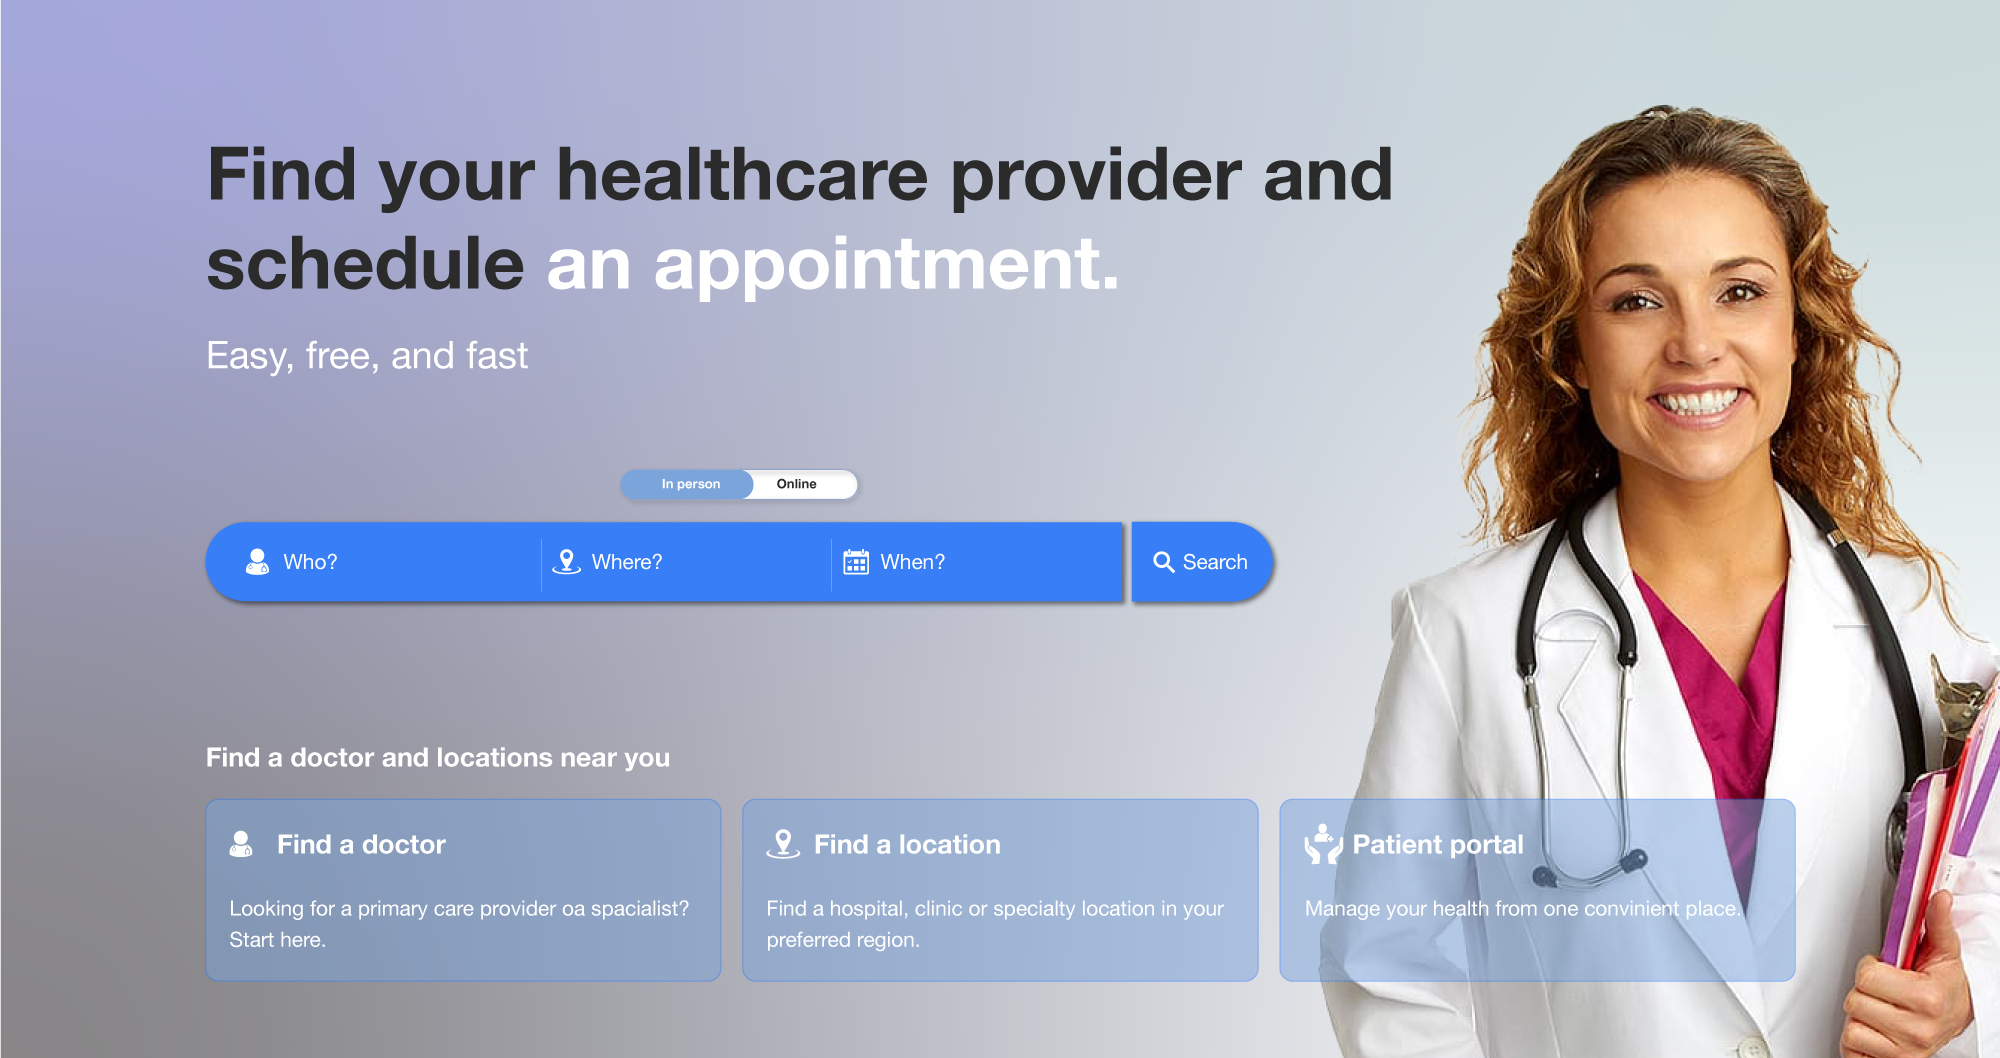 Find your healthcare provider and
schedule an appointment.
Easy, free, and fast
In person
Online
Who?
Where?
When?
Search
Find a doctor and locations near you
Find a doctor
Looking for a primary care provider oa spacialist?
Start here.
Find a location
Find a hospital, clinic or specialty location in your
preferred region.
Patient portal
Manage your health from one convinient place.